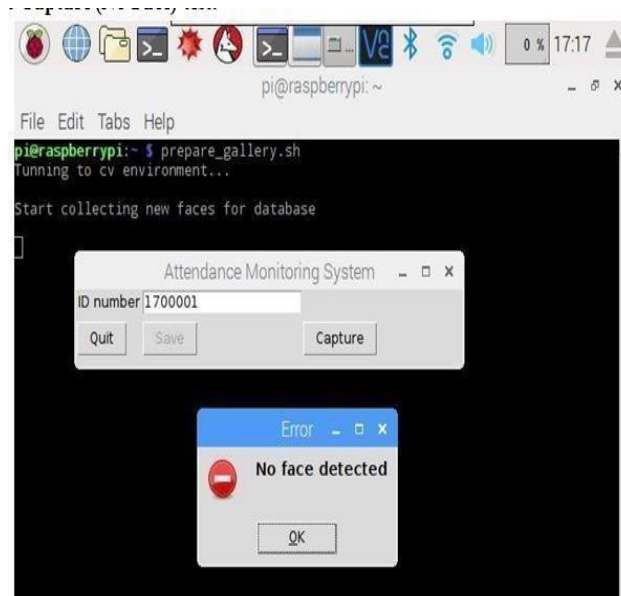 0 % 17:17
pi@raspberrypi: ~
File Edit Tabs Help
pi@raspberrypi:~ $ prepare_gallery.sh
Tunning to cv environment...
Start collecting new faces for database
Attendance Monitoring System
ID number 1700001
Quit Save Capture
Error
No face detected
OK